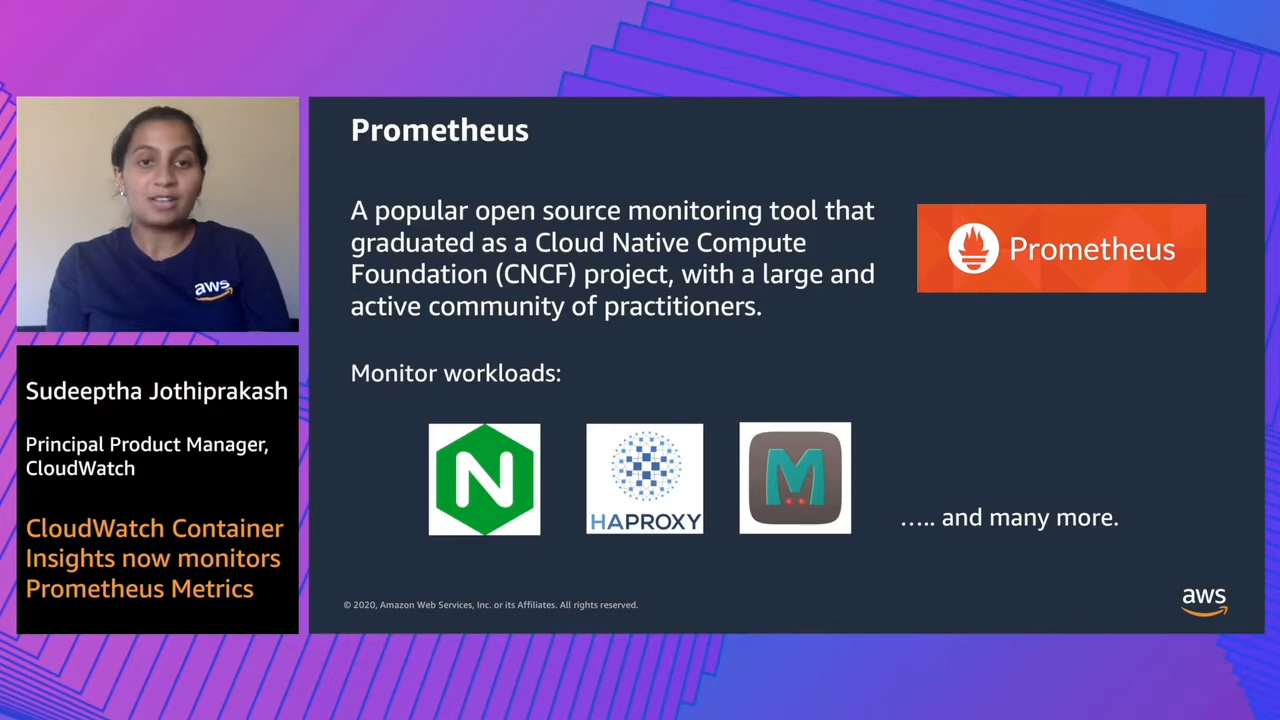 aws
Sudeeptha Jothiprakash
Principal Product Manager,
CloudWatch
CloudWatch Container
Insights now monitors
Prometheus Metrics
Prometheus
A popular open source monitoring tool that
graduated as a Cloud Native Compute
Foundation (CNCF) project, with a large and
active community of practitioners.
Prometheus
Monitor workloads:
N
HAPROXY
M
….. and many more.
© 2020, Amazon Web Services, Inc. or its Affiliates. All rights reserved.
aws